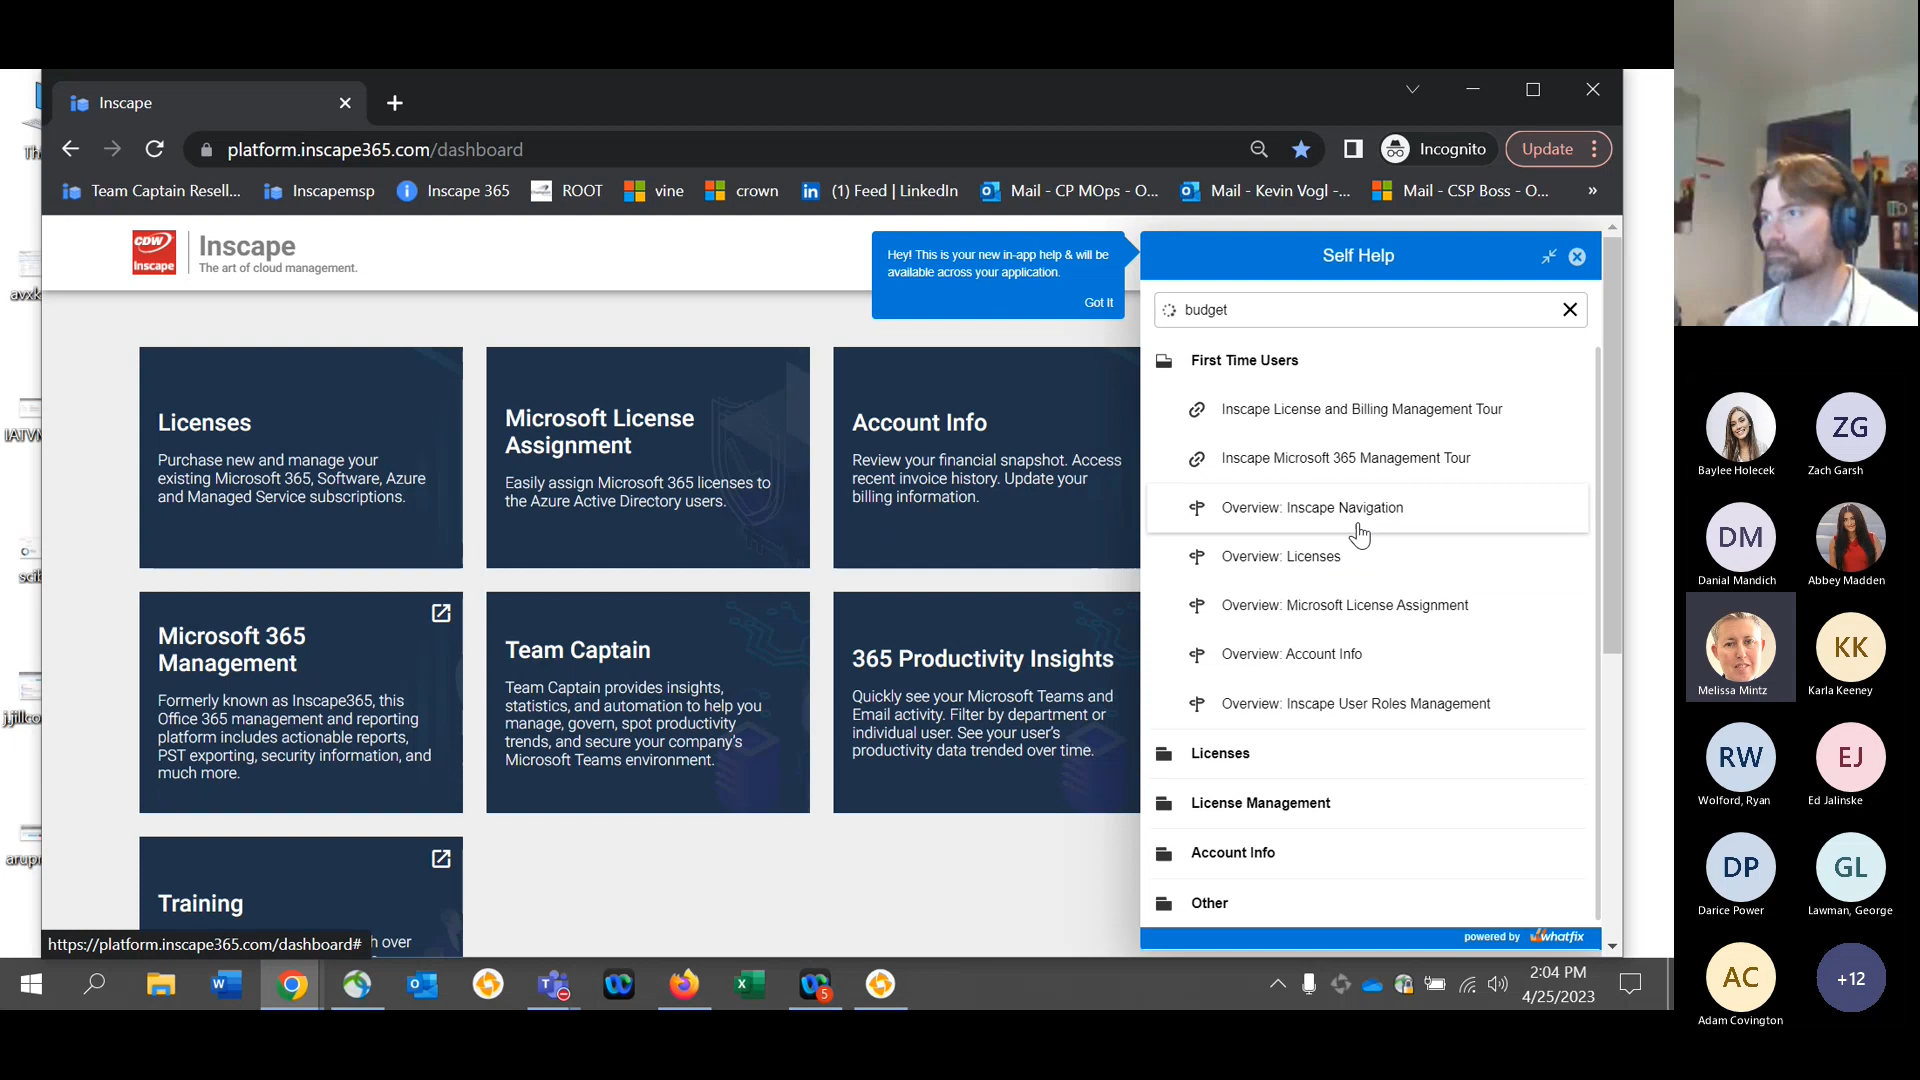 Inscape
platform.inscape365.com/dashboard
Incognito
Update
Team Captain Resell...
Inscapemsp
Inscape 365
ROOT
vine
crown
(1) Feed | LinkedIn
Mail - CP MOps - O...
Mail - Kevin Vogl -...
Mail - CSP Boss - O...
»
CDW
Inscape
Inscape
The art of cloud management.
Hey! This is your new in-app help & will be
available across your application.
Got It
Self Help
budget
First Time Users
Inscape License and Billing Management Tour
Inscape Microsoft 365 Management Tour
Overview: Inscape Navigation
Overview: Licenses
Overview: Microsoft License Assignment
Overview: Account Info
Overview: Inscape User Roles Management
Licenses
License Management
Account Info
Other
powered by whatfix
Licenses
Purchase new and manage your
existing Microsoft 365, Software, Azure
and Managed Service subscriptions.
Microsoft License
Assignment
Easily assign Microsoft 365 licenses to
the Azure Active Directory users.
Account Info
Review your financial snapshot. Access
recent invoice history. Update your
billing information.
Microsoft 365
Management
Formerly known as Inscape365, this
Office 365 management and reporting
platform includes actionable reports,
PST exporting, security information, and
much more.
Team Captain
Team Captain provides insights,
statistics, and automation to help you
manage, govern, spot productivity
trends, and secure your company's
Microsoft Teams environment.
365 Productivity Insights
Quickly see your Microsoft Teams and
Email activity. Filter by department or
individual user. See your user's
productivity data trended over time.
Training
h over
https://platform.inscape365.com/dashboard#
Th
avxk
IATVM
scib
j.jillco
arupr
5
2:04 PM
4/25/2023
Baylee Holecek
ZG
Zach Garsh
DM
Danial Mandich
Abbey Madden
Melissa Mintz
KK
Karla Keeney
RW
Wolford, Ryan
EJ
Ed Jalinske
DP
Darice Power
GL
Lawman, George
AC
Adam Covington
+12